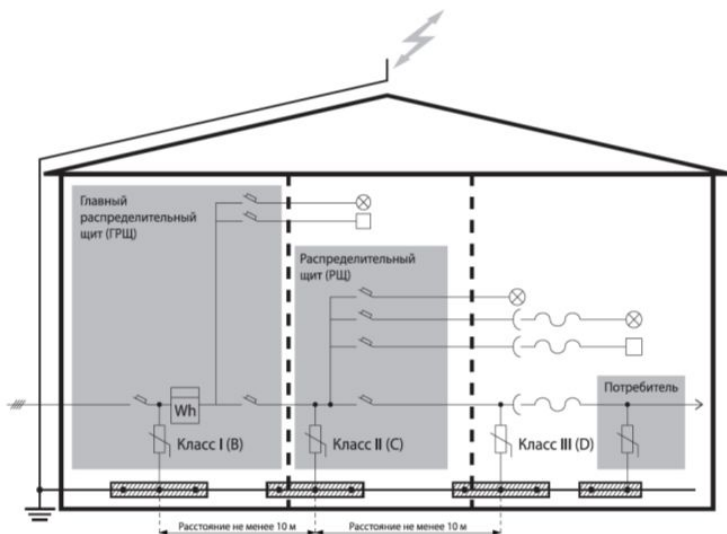 Главный
распределительный
щит (ГРЩ)
Распределительный
щит (РЩ)
Потребитель
Wh
Класс I (B)
Класс II (C)
Класс III (D)
Расстояние не менее 10 м
Расстояние не менее 10 м